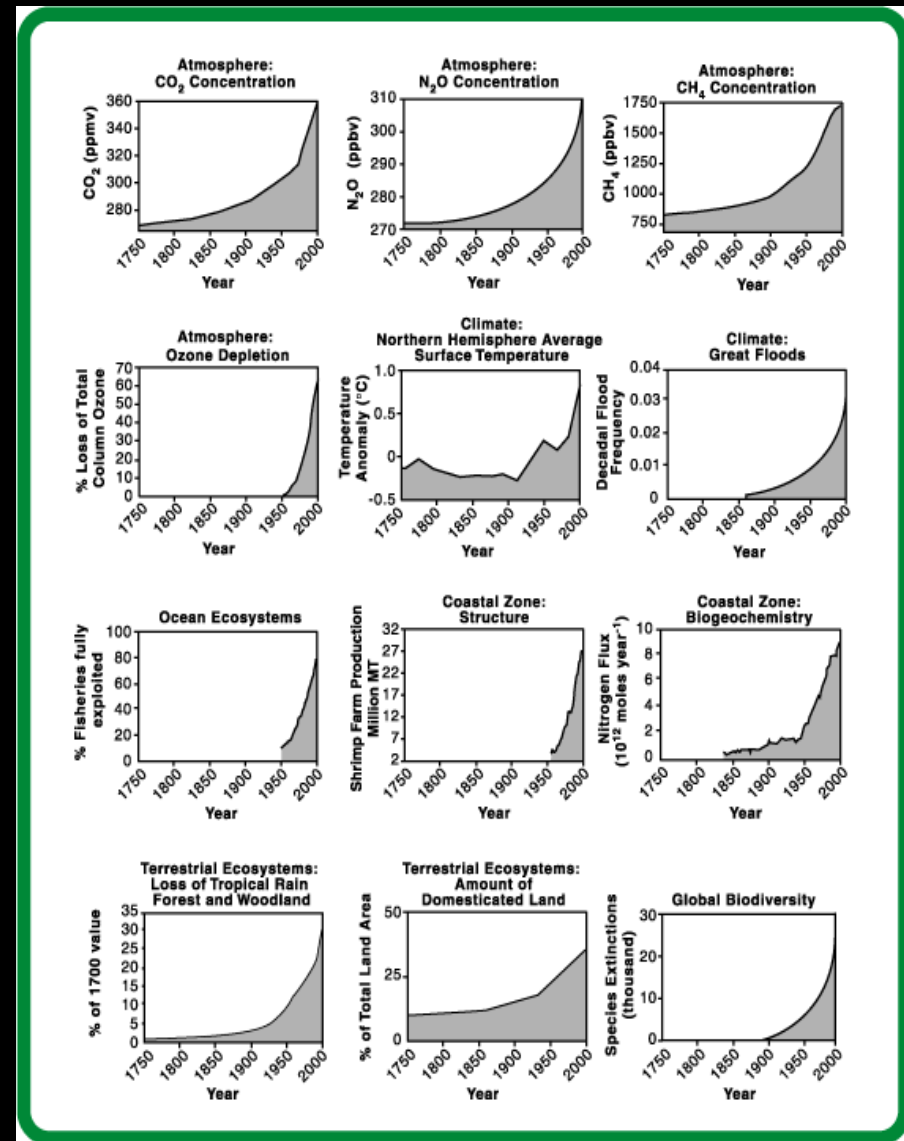 Atmosphere:
CO₂ Concentration
CO₂ (ppmv)
360
340
320
300
280
1750
1800
1850
1900
1950
2000
Year
Atmosphere:
N₂O Concentration
N₂O (ppbv)
310
300
290
280
270
1750
1800
1850
1900
1950
2000
Year
Atmosphere:
CH₄ Concentration
CH₄ (ppbv)
1750
1500
1250
1000
750
1750
1800
1850
1900
1950
2000
Year
Atmosphere:
Ozone Depletion
% Loss of Total
Column Ozone
70
60
50
40
30
20
10
0
1750
1800
1850
1900
1950
2000
Year
Climate:
Northern Hemisphere Average
Surface Temperature
Temperature
Anomaly (°C)
1.0
0.5
0
-0.5
1750
1800
1850
1900
1950
2000
Year
Climate:
Great Floods
Decadal Flood
Frequency
0.04
0.03
0.02
0.01
0
1750
1800
1850
1900
1950
2000
Year
Ocean Ecosystems
% Fisheries fully
exploited
100
80
60
40
20
0
1750
1800
1850
1900
1950
2000
Year
Coastal Zone:
Structure
Shrimp Farm Production
Million MT
32
27
22
17
12
7
2
1750
1800
1850
1900
1950
2000
Year
Coastal Zone:
Biogeochemistry
Nitrogen Flux
(10¹² moles year⁻¹)
10
8
6
4
2
0
1750
1800
1850
1900
1950
2000
Year
Terrestrial Ecosystems:
Loss of Tropical Rain
Forest and Woodland
% of 1700 value
35
30
25
20
15
10
5
0
1750
1800
1850
1900
1950
2000
Year
Terrestrial Ecosystems:
Amount of
Domesticated Land
% of Total Land Area
50
25
0
1750
1800
1850
1900
1950
2000
Year
Global Biodiversity
Species Extinctions
(thousand)
30
20
10
0
1750
1800
1850
1900
1950
2000
Year